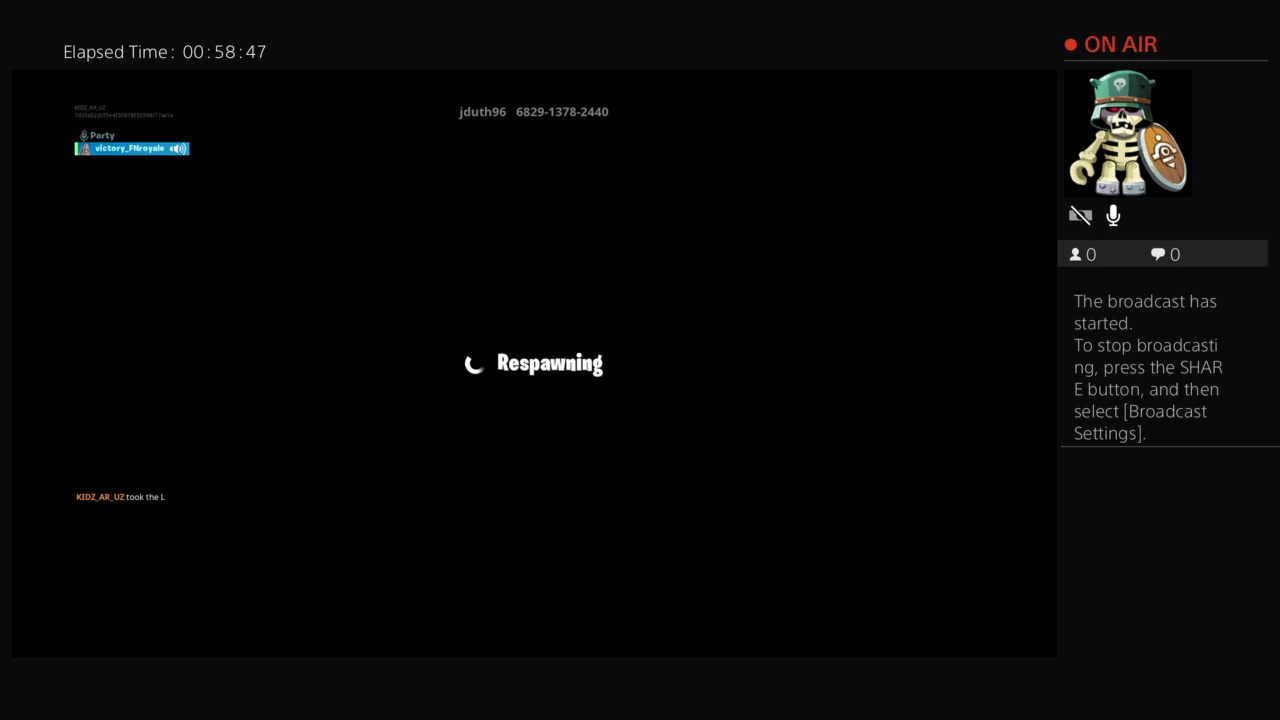 Elapsed Time: 00:58:47
ON AIR
KIDZ_AR_UZ
jduth96 6829-1378-2440
Party
victory_FNroyale
0 0
The broadcast has
started.
To stop broadcasti
ng, press the SHAR
E button, and then
select [Broadcast
Settings].
Respawning
KIDZ_AR_UZ took the L